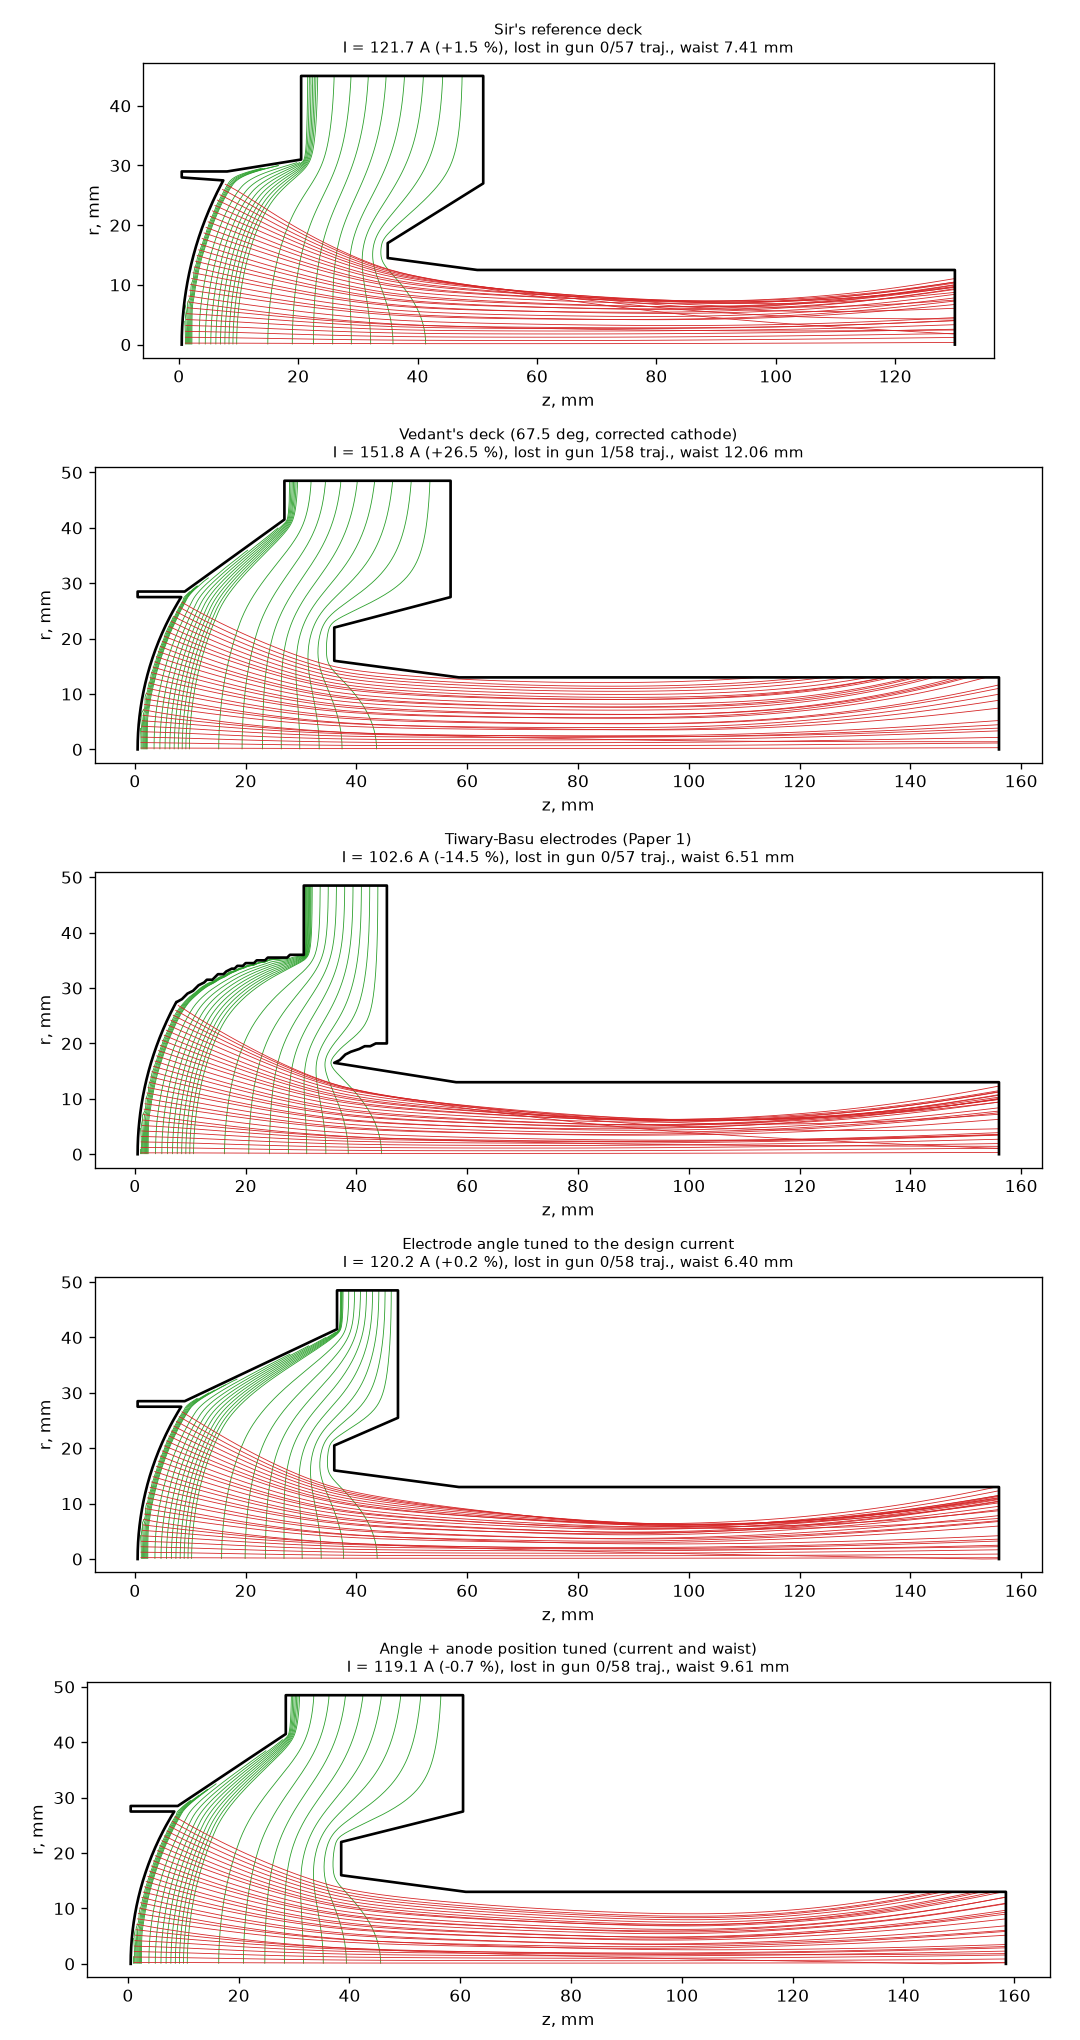 Sir's reference deck
I = 121.7 A (+1.5 %), lost in gun 0/57 traj., waist 7.41 mm
40
30
20
10
0
r, mm
0 20 40 60 80 100 120
z, mm
Vedant's deck (67.5 deg, corrected cathode)
I = 151.8 A (+26.5 %), lost in gun 1/58 traj., waist 12.06 mm
50
40
30
20
10
0
r, mm
0 20 40 60 80 100 120 140 160
z, mm
Tiwary-Basu electrodes (Paper 1)
I = 102.6 A (-14.5 %), lost in gun 0/57 traj., waist 6.51 mm
50
40
30
20
10
0
r, mm
0 20 40 60 80 100 120 140 160
z, mm
Electrode angle tuned to the design current
I = 120.2 A (+0.2 %), lost in gun 0/58 traj., waist 6.40 mm
50
40
30
20
10
0
r, mm
0 20 40 60 80 100 120 140 160
z, mm
Angle + anode position tuned (current and waist)
I = 119.1 A (-0.7 %), lost in gun 0/58 traj., waist 9.61 mm
50
40
30
20
10
0
r, mm
0 20 40 60 80 100 120 140 160
z, mm